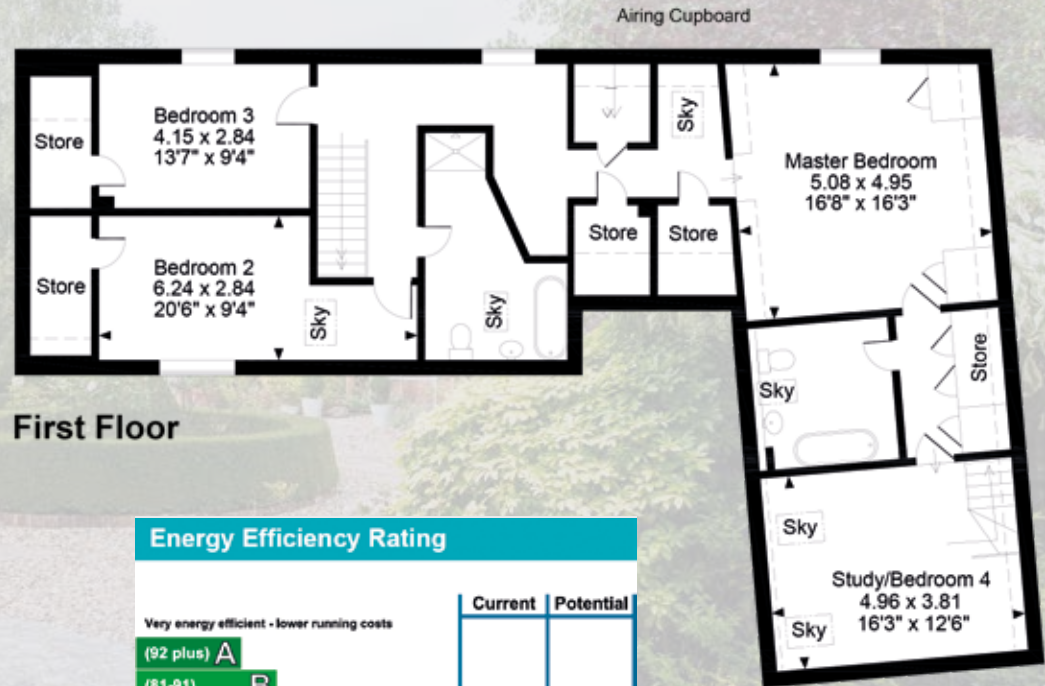 Airing Cupboard
Store
Bedroom 3
4.15 x 2.84
13'7" x 9'4"
Sky
Master Bedroom
5.08 x 4.95
16'8" x 16'3"
Store
Bedroom 2
6.24 x 2.84
20'6" x 9'4"
Sky
Sky
Store
Store
Sky
Store
First Floor
Sky
Study/Bedroom 4
4.96 x 3.81
16'3" x 12'6"
Sky
Energy Efficiency Rating
Current Potential
Very energy efficient - lower running costs
(92 plus) A
(81-91) B